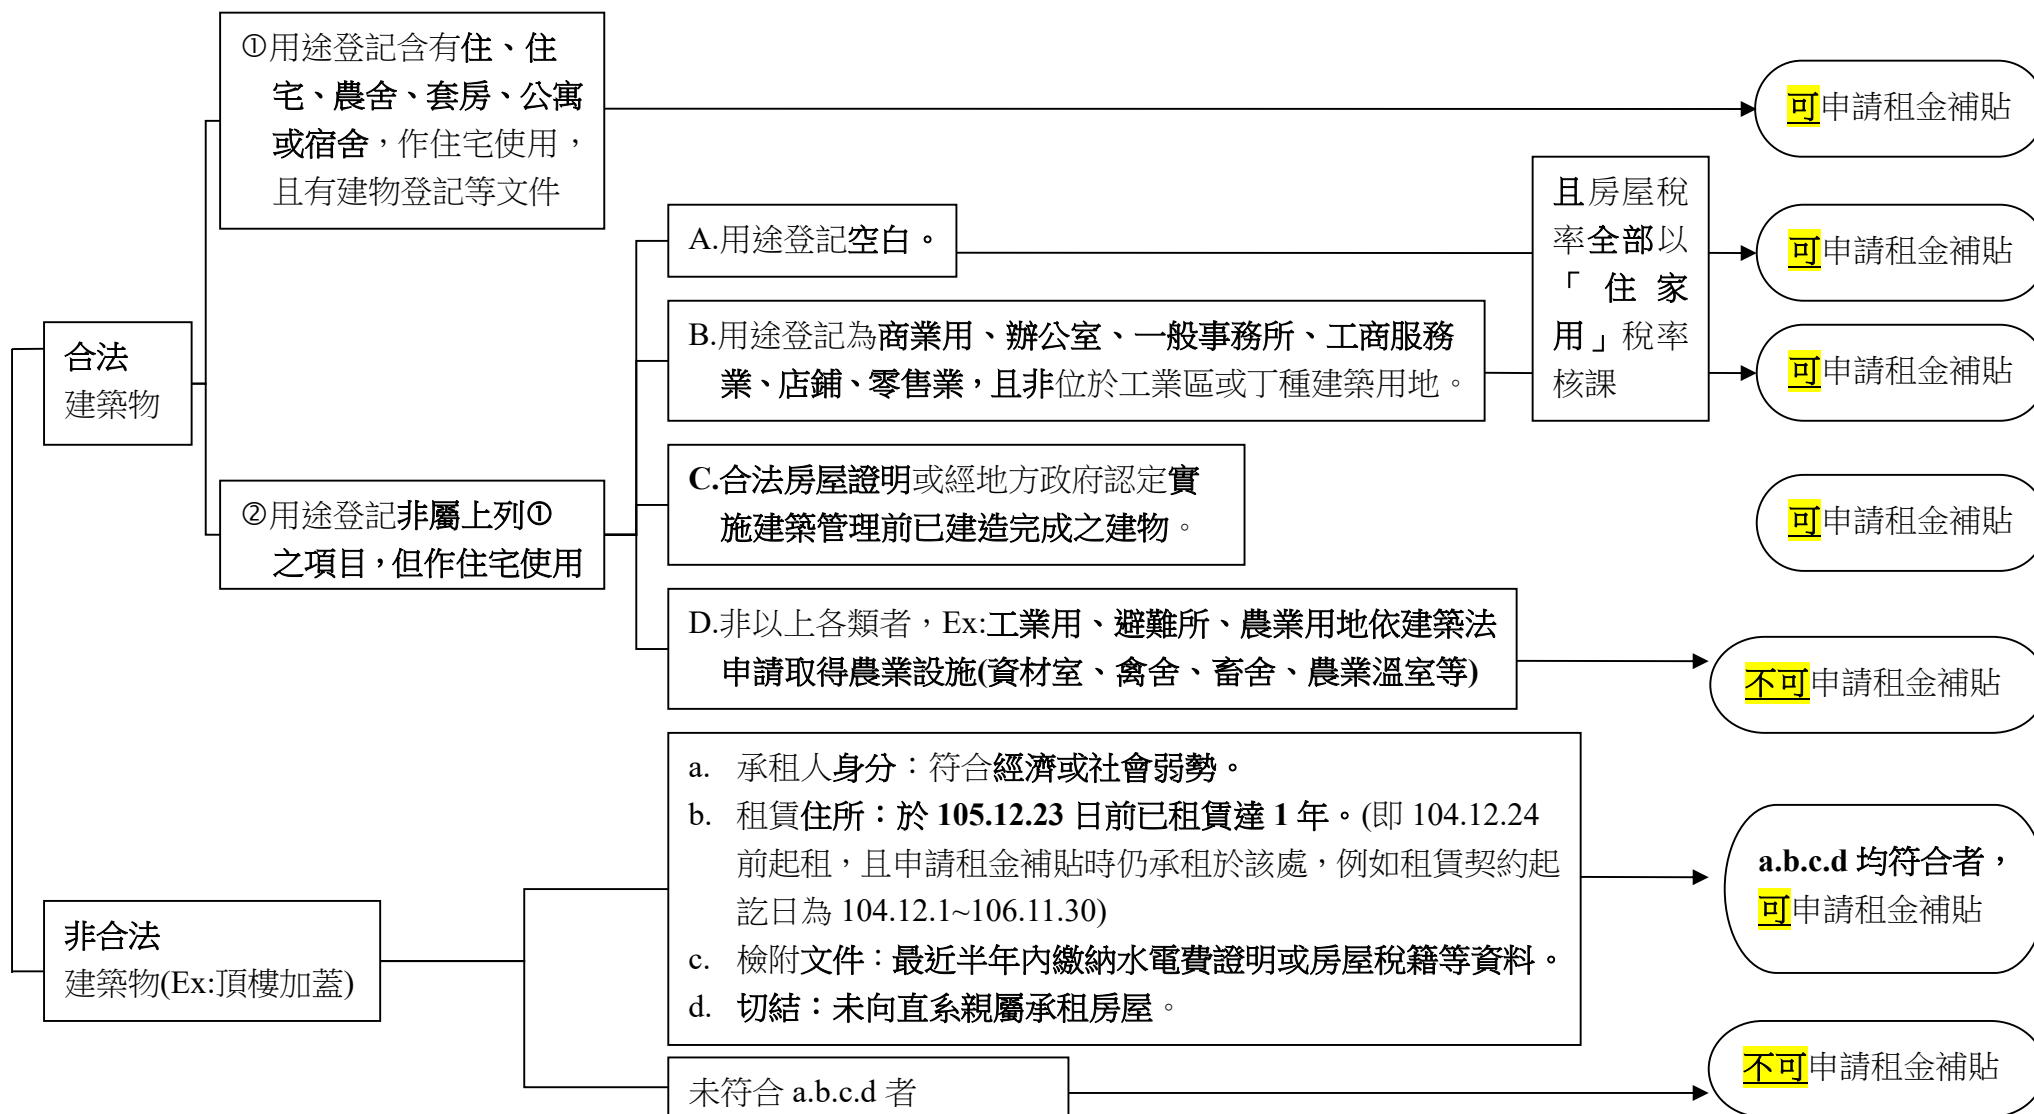 ①用途登記含有住、住
宅、農舍、套房、公寓
或宿舍，作住宅使用，
且有建物登記等文件
可申請租金補貼
合法
建築物
②用途登記非屬上列①
之項目，但作住宅使用
A.用途登記空白。
B.用途登記為商業用、辦公室、一般事務所、工商服務
業、店鋪、零售業，且非位於工業區或丁種建築用地。
且房屋稅
率全部以
「住家
用」稅率
核課
可申請租金補貼
可申請租金補貼
C.合法房屋證明或經地方政府認定實
施建築管理前已建造完成之建物。
可申請租金補貼
D.非以上各類者，Ex:工業用、避難所、農業用地依建築法
申請取得農業設施(資材室、禽舍、畜舍、農業溫室等)
不可申請租金補貼
非合法
建築物(Ex:頂樓加蓋)
a. 承租人身分：符合經濟或社會弱勢。
b. 租賃住所：於 105.12.23 日前已租賃達 1 年。(即 104.12.24
前起租，且申請租金補貼時仍承租於該處，例如租賃契約起
訖日為 104.12.1~106.11.30)
c. 檢附文件：最近半年內繳納水電費證明或房屋稅籍等資料。
d. 切結：未向直系親屬承租房屋。
a.b.c.d 均符合者，
可申請租金補貼
未符合 a.b.c.d 者
不可申請租金補貼